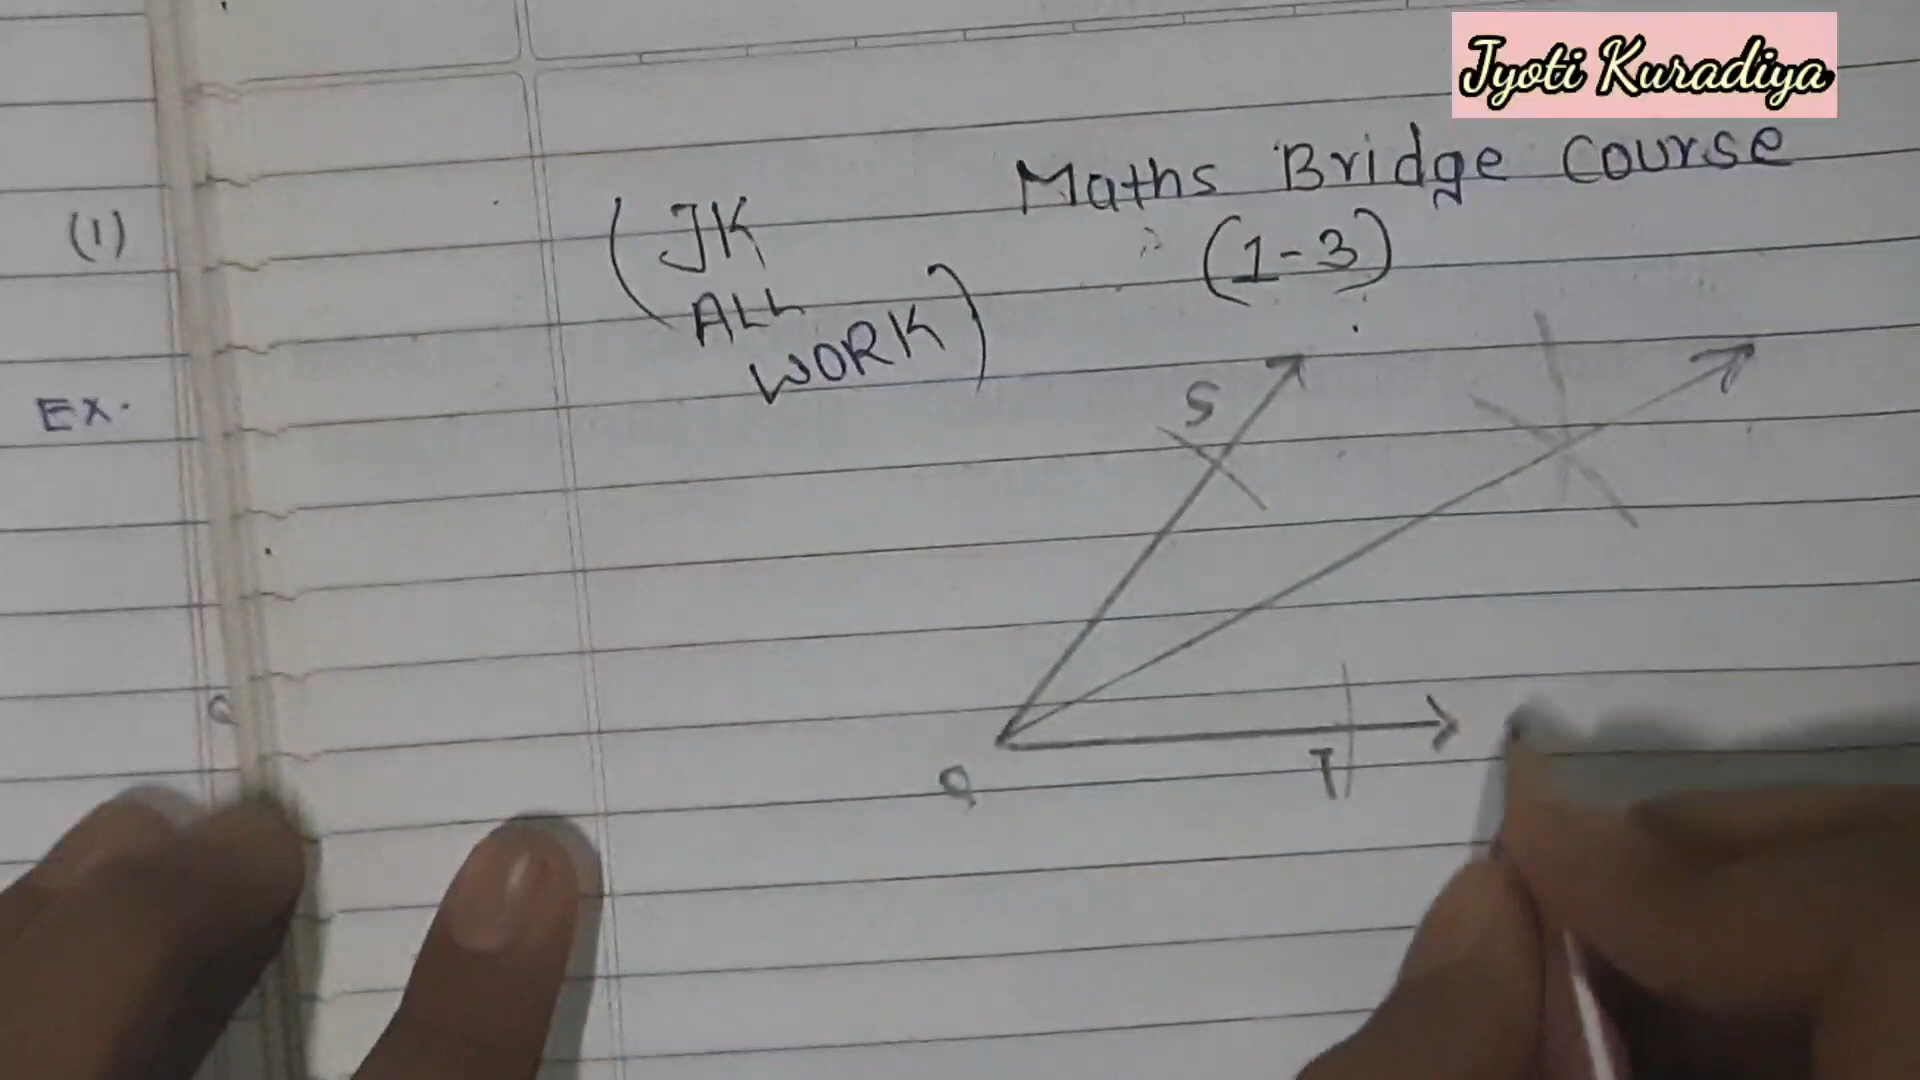 Jyoti Kuradiya
Maths Bridge Course
(1-3)
(1)
(JK
ALL
WORK)
Ex.
S
Q
T